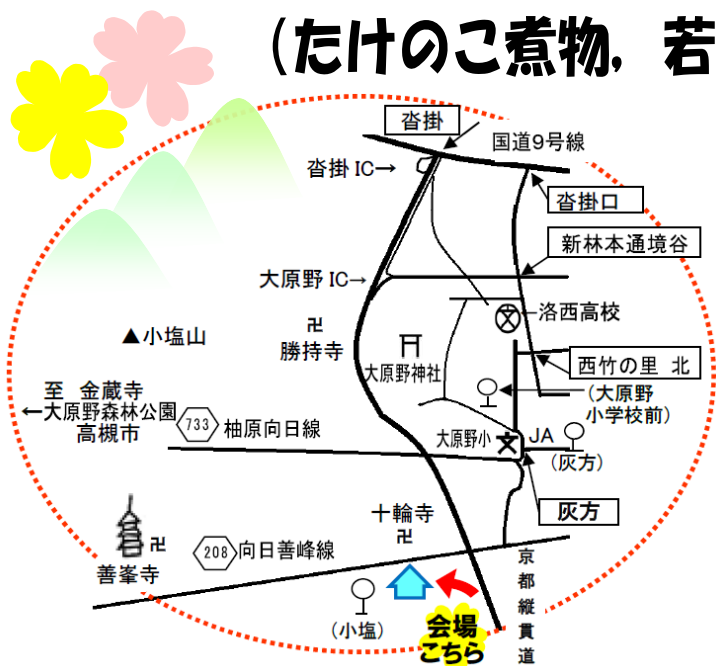 (たけのこ煮物, 若
沓掛
国道9号線
沓掛 IC→
沓掛口
新林本通境谷
大原野 IC→
洛西高校
▲小塩山
卍
勝持寺
大原野神社
西竹の里 北
(大原野
小学校前)
至 金蔵寺
←大原野森林公園
高槻市
733 柚原向日線
大原野小
文
JA
(灰方)
灰方
十輪寺
卍
卍
善峯寺
208 向日善峰線
(小塩)
会場
こちら
京都縦貫道